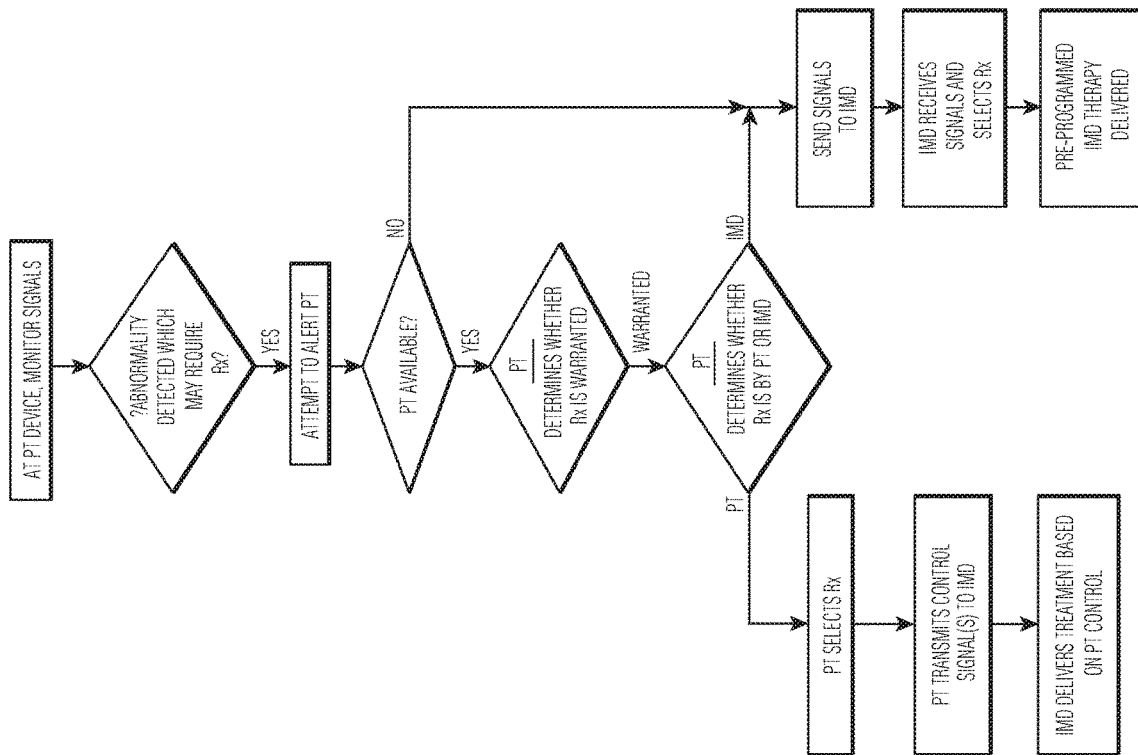 AT PT DEVICE, MONITOR SIGNALS
?ABNORMALITY
DETECTED WHICH
MAY REQUIRE
Rx?
YES
ATTEMPT TO ALERT PT
PT AVAILABLE?
NO
YES
PT
DETERMINES WHETHER
Rx IS WARRANTED
WARRANTED
PT
DETERMINES WHETHER
Rx IS BY PT OR IMD
PT
IMD
PT SELECTS Rx
PT TRANSMITS CONTROL
SIGNAL(S) TO IMD
IMD DELIVERS TREATMENT BASED
ON PT CONTROL
SEND SIGNALS
TO IMD
IMD RECEIVES
SIGNALS AND
SELECTS Rx
PRE-PROGRAMMED
IMD THERAPY
DELIVERED